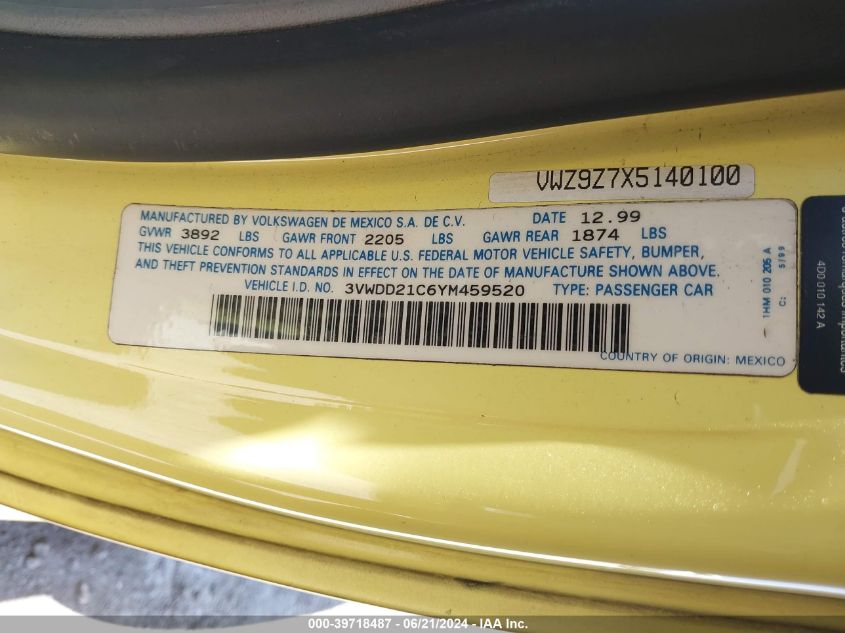 VWZ9Z7X5140100
MANUFACTURED BY VOLKSWAGEN DE MEXICO S.A. DE C.V. DATE 12.99
GVWR 3892 LBS GAWR FRONT 2205 LBS GAWR REAR 1874 LBS
THIS VEHICLE CONFORMS TO ALL APPLICABLE U.S. FEDERAL MOTOR VEHICLE SAFETY, BUMPER,
AND THEFT PREVENTION STANDARDS IN EFFECT ON THE DATE OF MANUFACTURE SHOWN ABOVE.
VEHICLE I.D. NO. 3VWDD21C6YM459520 TYPE: PASSENGER CAR
COUNTRY OF ORIGIN: MEXICO
1HM 010 205 A
C: 5/99
4D0 010 142 A
000-39718487 - 06/21/2024 - IAA Inc.